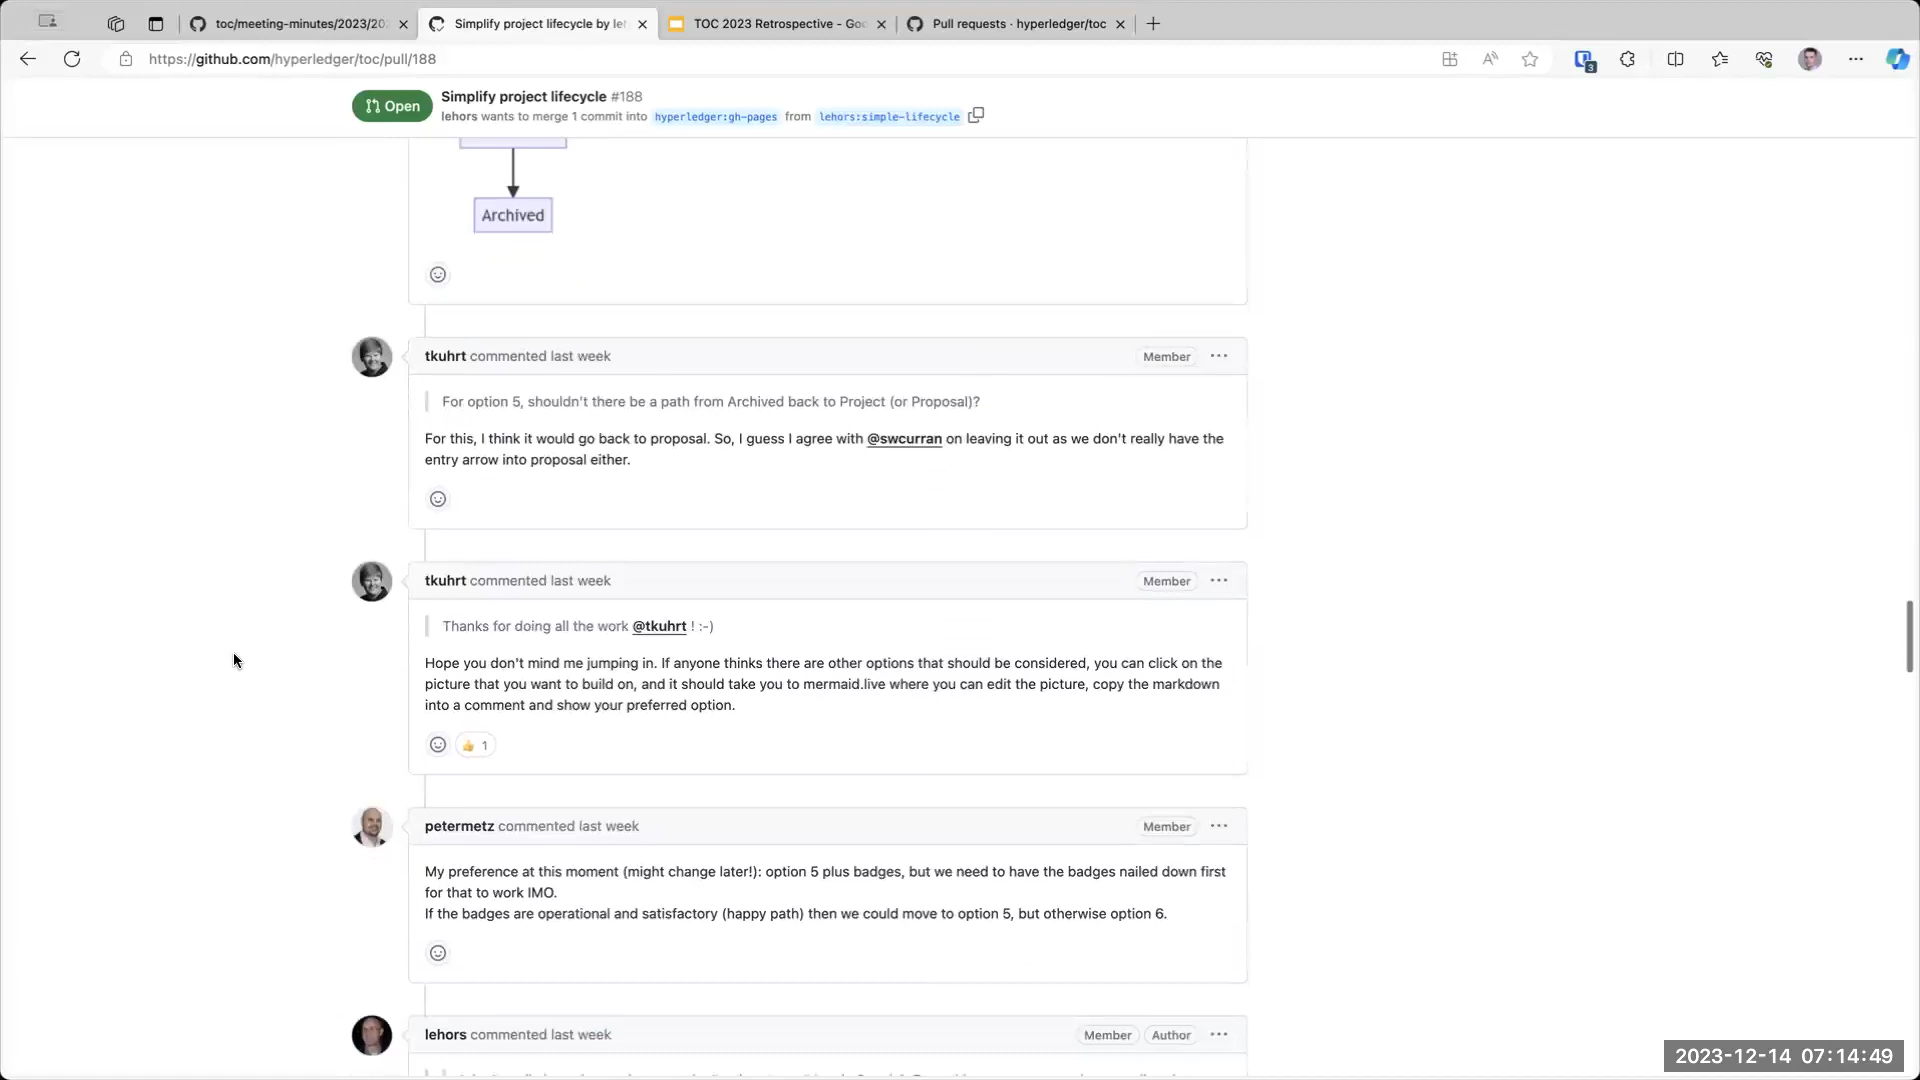 toc/meeting-minutes/2023/20
Simplify project lifecycle by le
TOC 2023 Retrospective - Goo
Pull requests · hyperledger/toc
https://github.com/hyperledger/toc/pull/188
3
Open
Simplify project lifecycle #188
lehors wants to merge 1 commit into hyperledger:gh-pages from lehors:simple-lifecycle
Archived
tkuhrt commented last week
Member
For option 5, shouldn't there be a path from Archived back to Project (or Proposal)?
For this, I think it would go back to proposal. So, I guess I agree with @swcurran on leaving it out as we don't really have the
entry arrow into proposal either.
tkuhrt commented last week
Member
Thanks for doing all the work @tkuhrt ! :-)
Hope you don't mind me jumping in. If anyone thinks there are other options that should be considered, you can click on the
picture that you want to build on, and it should take you to mermaid.live where you can edit the picture, copy the markdown
into a comment and show your preferred option.
👍 1
petermetz commented last week
Member
My preference at this moment (might change later!): option 5 plus badges, but we need to have the badges nailed down first
for that to work IMO.
If the badges are operational and satisfactory (happy path) then we could move to option 5, but otherwise option 6.
lehors commented last week
Member
Author
2023-12-14 07:14:49